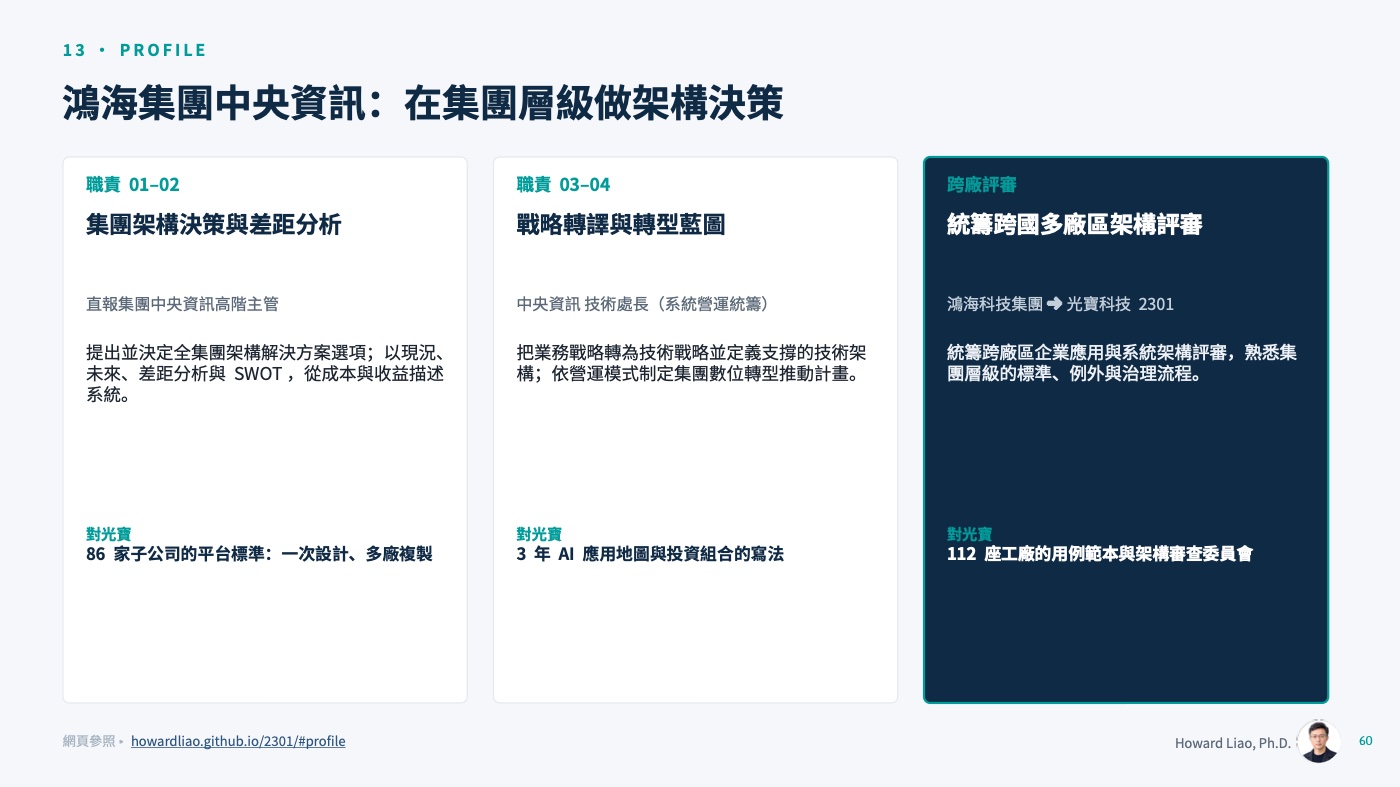 13 • PROFILE
鴻海集團中央資訊：在集團層級做架構決策
職責 01–02
集團架構決策與差距分析
直報集團中央資訊高階主管
提出並決定全集團架構解決方案選項；以現況、
未來、差距分析與 SWOT，從成本與收益描述
系統。
對光寶
86 家子公司的平台標準：一次設計、多廠複製
職責 03–04
戰略轉譯與轉型藍圖
中央資訊 技術處長（系統營運統籌）
把業務戰略轉為技術戰略並定義支撐的技術架
構；依營運模式制定集團數位轉型推動計畫。
對光寶
3 年 AI 應用地圖與投資組合的寫法
跨廠評審
統籌跨國多廠區架構評審
鴻海科技集團 ➜ 光寶科技 2301
統籌跨廠區企業應用與系統架構評審，熟悉集
團層級的標準、例外與治理流程。
對光寶
112 座工廠的用例範本與架構審查委員會
網頁參照 ▸ howardliao.github.io/2301/#profile
Howard Liao, Ph.D.
60